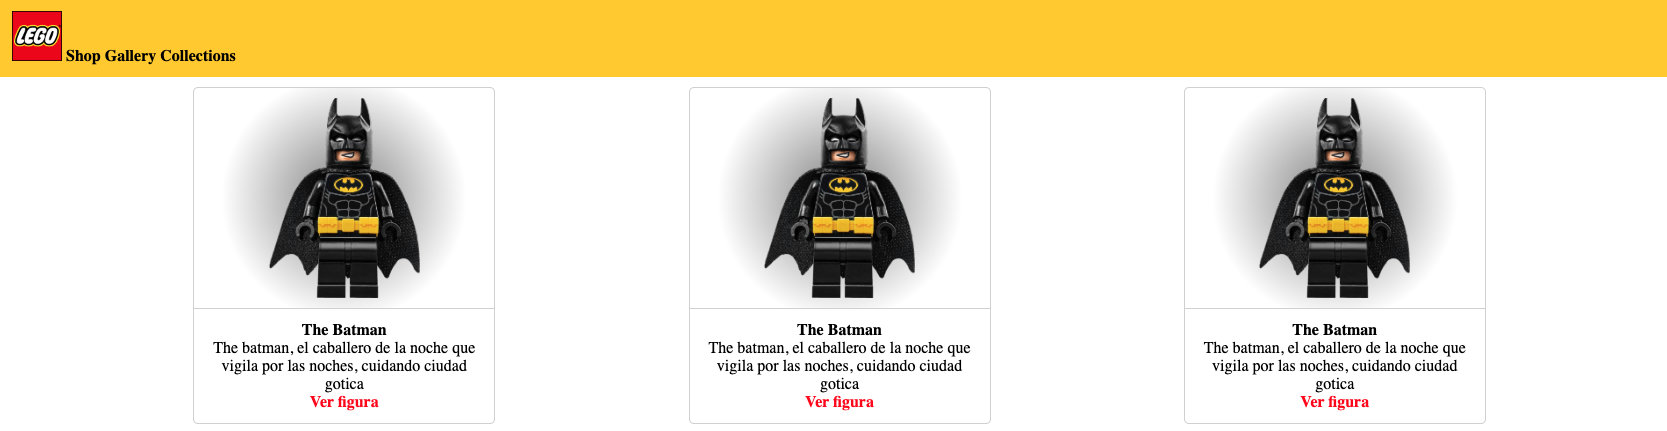 LEGO
Shop Gallery Collections
The Batman
The batman, el caballero de la noche que
vigila por las noches, cuidando ciudad
gotica
Ver figura
The Batman
The batman, el caballero de la noche que
vigila por las noches, cuidando ciudad
gotica
Ver figura
The Batman
The batman, el caballero de la noche que
vigila por las noches, cuidando ciudad
gotica
Ver figura